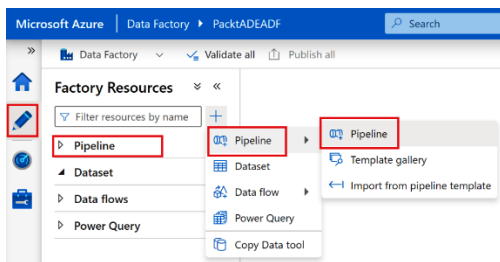 Microsoft Azure Data Factory PacktADEADF Search
Data Factory Validate all Publish all
Factory Resources
Filter resources by name
Pipeline
Dataset
Data flows
Power Query
Pipeline
Dataset
Data flow
Power Query
Copy Data tool
Pipeline
Template gallery
Import from pipeline template